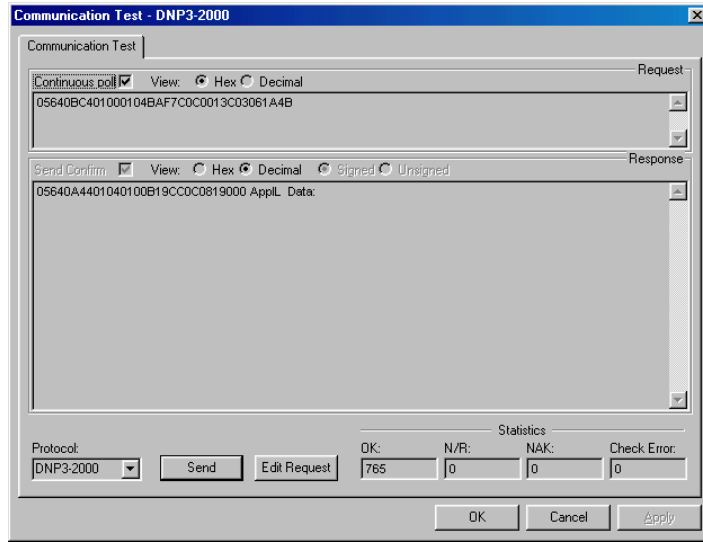 Communication Test - DNP3-2000
Communication Test
Request
Continuous poll View: Hex Decimal
05640BC401000104BAF7C0C0013C03061A4B
Response
Send Confirm View: Hex Decimal Signed Unsigned
05640A4401040100B19CC0C0819000 ApplL Data:
Statistics
Protocol: OK: N/R: NAK: Check Error:
DNP3-2000 Send Edit Request 765 0 0 0
OK Cancel Apply